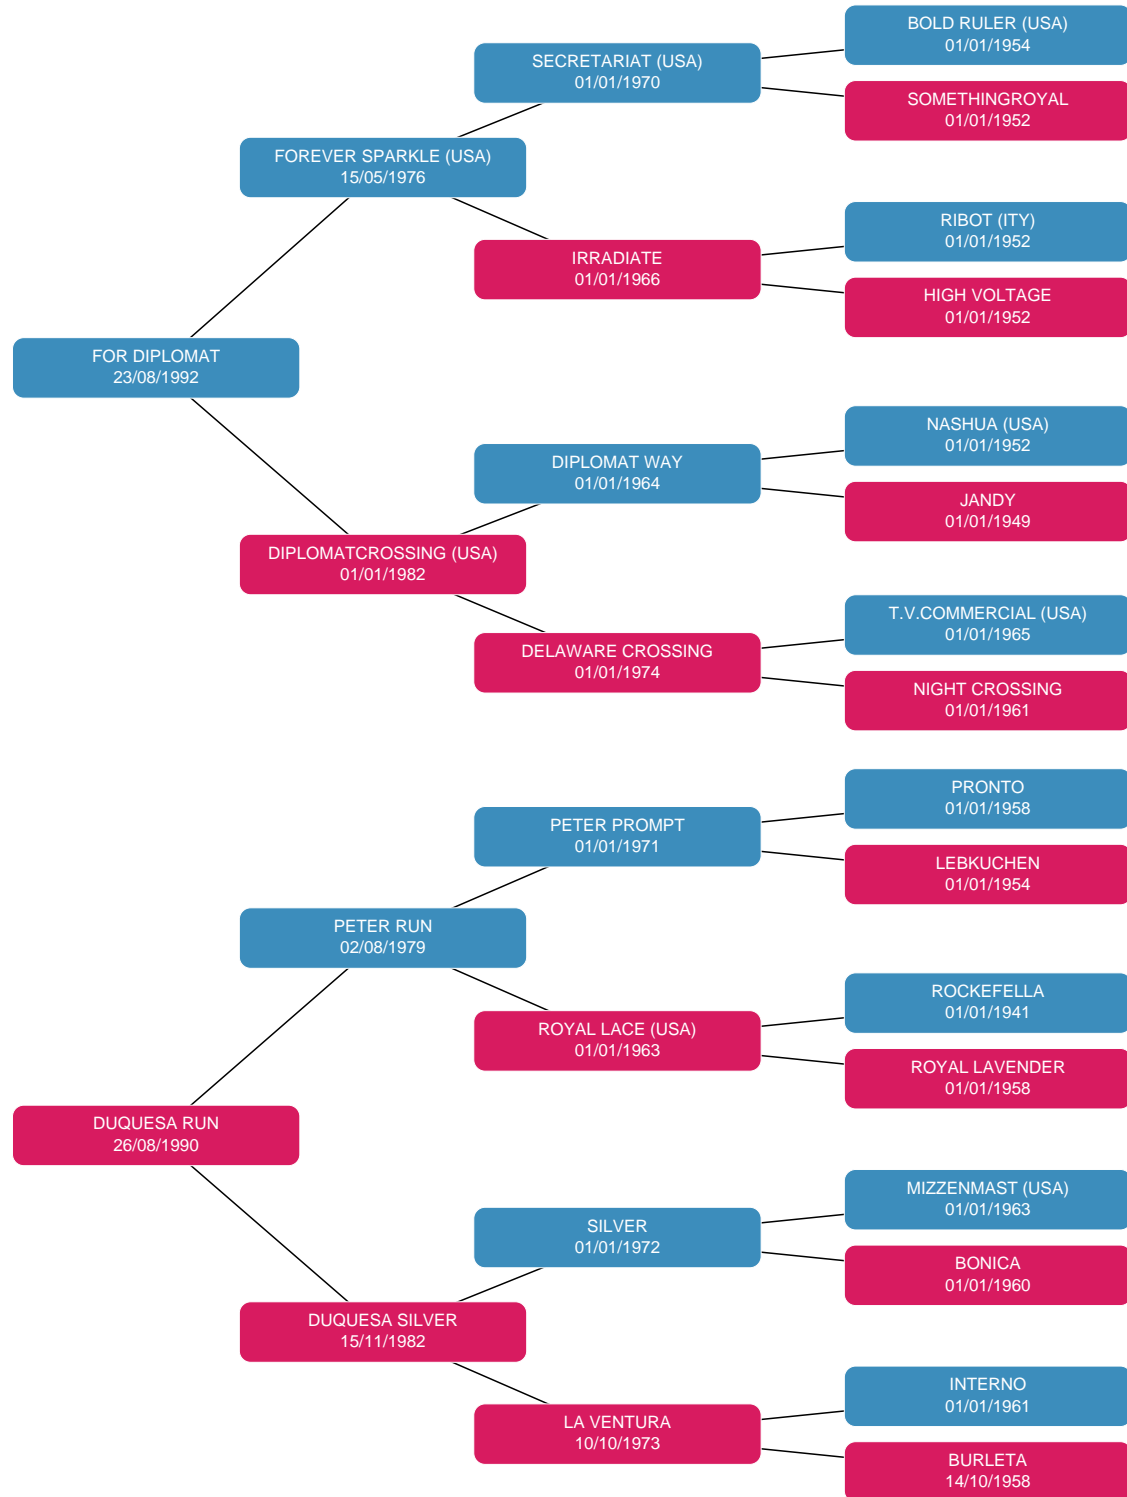 BOLD RULER (USA)
01/01/1954
SECRETARIAT (USA)
01/01/1970
SOMETHINGROYAL
01/01/1952
FOREVER SPARKLE (USA)
15/05/1976
RIBOT (ITY)
01/01/1952
IRRADIATE
01/01/1966
HIGH VOLTAGE
01/01/1952
FOR DIPLOMAT
23/08/1992
NASHUA (USA)
01/01/1952
DIPLOMAT WAY
01/01/1964
JANDY
01/01/1949
DIPLOMATCROSSING (USA)
01/01/1982
T.V.COMMERCIAL (USA)
01/01/1965
DELAWARE CROSSING
01/01/1974
NIGHT CROSSING
01/01/1961
PRONTO
01/01/1958
PETER PROMPT
01/01/1971
LEBKUCHEN
01/01/1954
PETER RUN
02/08/1979
ROCKEFELLA
01/01/1941
ROYAL LACE (USA)
01/01/1963
ROYAL LAVENDER
01/01/1958
DUQUESA RUN
26/08/1990
MIZZENMAST (USA)
01/01/1963
SILVER
01/01/1972
BONICA
01/01/1960
DUQUESA SILVER
15/11/1982
INTERNO
01/01/1961
LA VENTURA
10/10/1973
BURLETA
14/10/1958